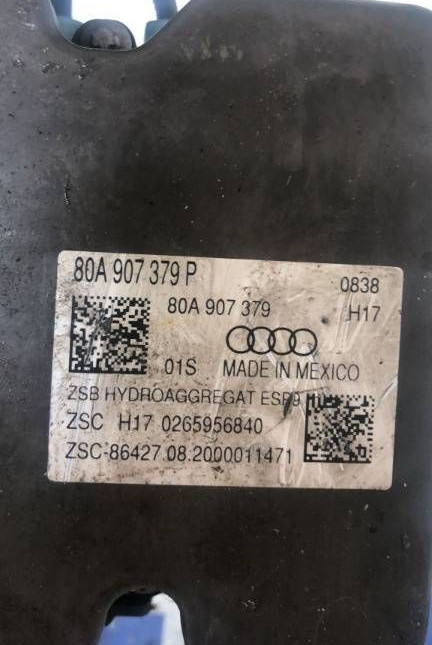 80A 907 379 P
0838
80A 907 379
H17
01S MADE IN MEXICO
ZSB HYDROAGGREGAT ESP9
ZSC H17 0265956840
ZSC-86427 08.2000011471